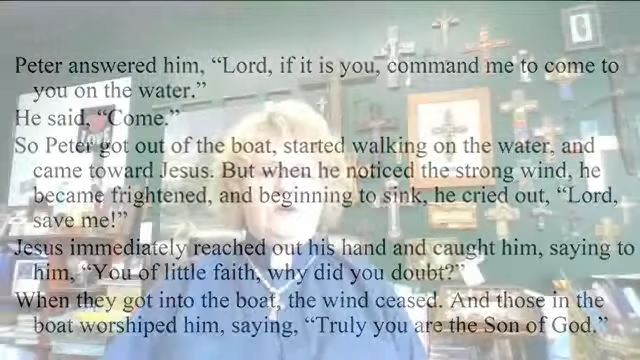 Peter answered him, “Lord, if it is you, command me to come to
you on the water.”
He said, “Come.”
So Peter got out of the boat, started walking on the water, and
came toward Jesus. But when he noticed the strong wind, he
became frightened, and beginning to sink, he cried out, “Lord,
save me!”
Jesus immediately reached out his hand and caught him, saying to
him, “You of little faith, why did you doubt?”
When they got into the boat, the wind ceased. And those in the
boat worshiped him, saying, “Truly you are the Son of God.”